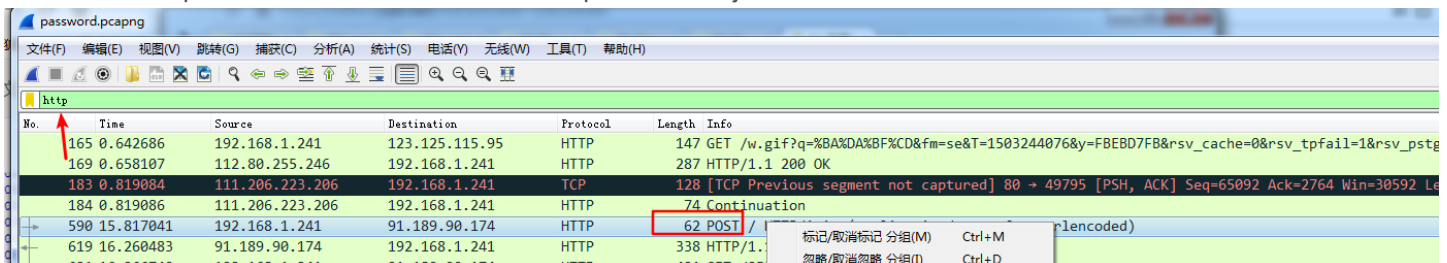 password.pcapng
文件(F) 编辑(E) 视图(V) 跳转(G) 捕获(C) 分析(A) 统计(S) 电话(Y) 无线(W) 工具(T) 帮助(H)
http
No. Time Source Destination Protocol Length Info
165 0.642686 192.168.1.241 123.125.115.95 HTTP 147 GET /w.gif?q=%BA%DA%BF%CD&fm=se&T=1503244076&y=FBEBD7FB&rsv_cache=0&rsv_tpfail=1&rsv_pstg
169 0.658107 112.80.255.246 192.168.1.241 HTTP 287 HTTP/1.1 200 OK
183 0.819084 111.206.223.206 192.168.1.241 TCP 128 [TCP Previous segment not captured] 80 → 49795 [PSH, ACK] Seq=65092 Ack=2764 Win=30592 Le
184 0.819086 111.206.223.206 192.168.1.241 HTTP 74 Continuation
590 15.817041 192.168.1.241 91.189.90.174 HTTP 62 POST / rlencoded)
标记/取消标记 分组(M) Ctrl+M
619 16.260483 91.189.90.174 192.168.1.241 HTTP 338 HTTP/1.
忽略/取消忽略 分组(I) Ctrl+D